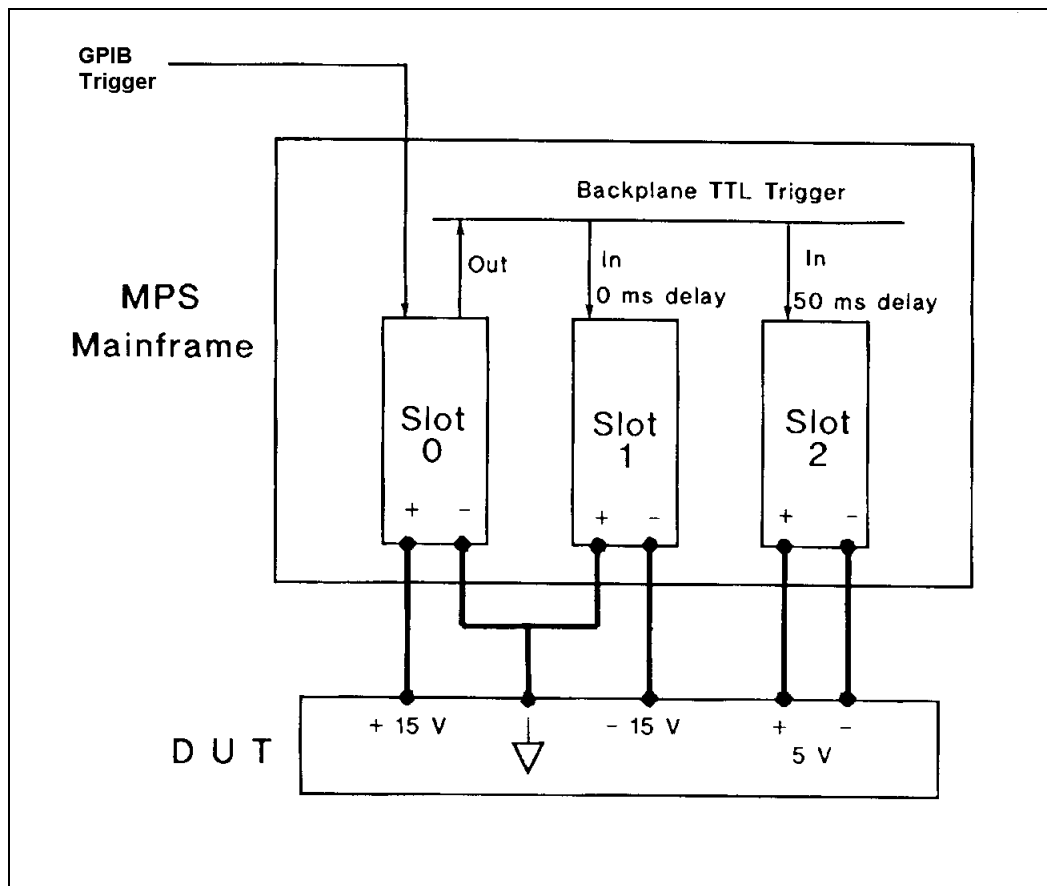 GPIB
Trigger
Backplane TTL Trigger
Out
In
In
0 ms delay
50 ms delay
MPS
Mainframe
Slot
0
Slot
1
Slot
2
+ -
+ -
+ -
+ 15 V
- 15 V
+ -
5 V
D U T